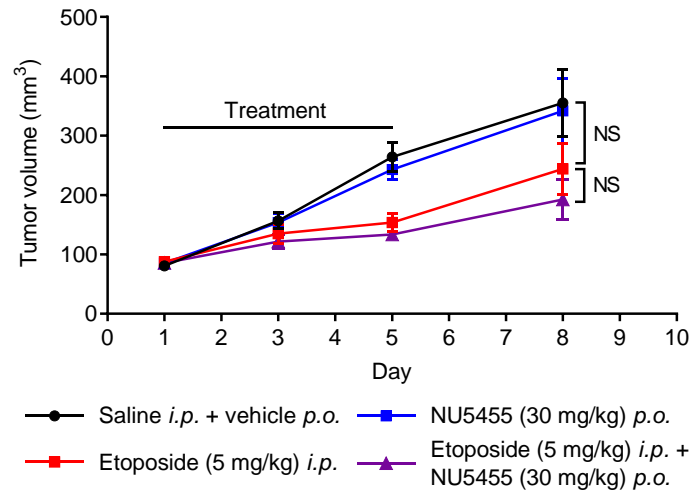 500
400
300
200
100
0
Tumor volume (mm³)
Treatment
NS
NS
0 1 2 3 4 5 6 7 8 9 10
Day
Saline i.p. + vehicle p.o.
NU5455 (30 mg/kg) p.o.
Etoposide (5 mg/kg) i.p.
Etoposide (5 mg/kg) i.p. +
NU5455 (30 mg/kg) p.o.